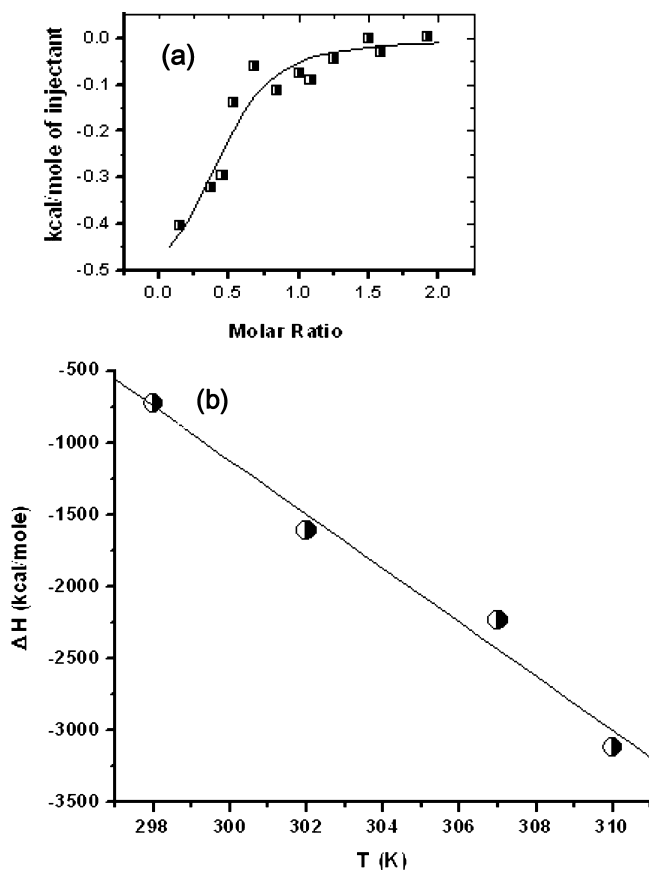 (a)
kcal/mole of injectant
0.0
-0.1
-0.2
-0.3
-0.4
-0.5
0.0 0.5 1.0 1.5 2.0
Molar Ratio
(b)
ΔH (kcal/mole)
-500
-1000
-1500
-2000
-2500
-3000
-3500
298 300 302 304 306 308 310
T (K)